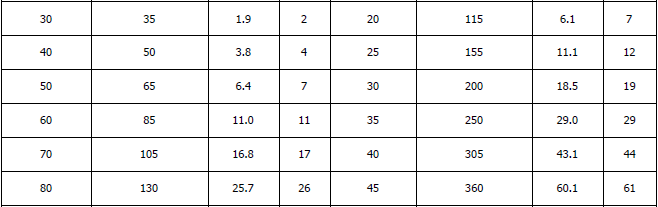 30 35 1.9 2 20 115 6.1 7
40 50 3.8 4 25 155 11.1 12
50 65 6.4 7 30 200 18.5 19
60 85 11.0 11 35 250 29.0 29
70 105 16.8 17 40 305 43.1 44
80 130 25.7 26 45 360 60.1 61